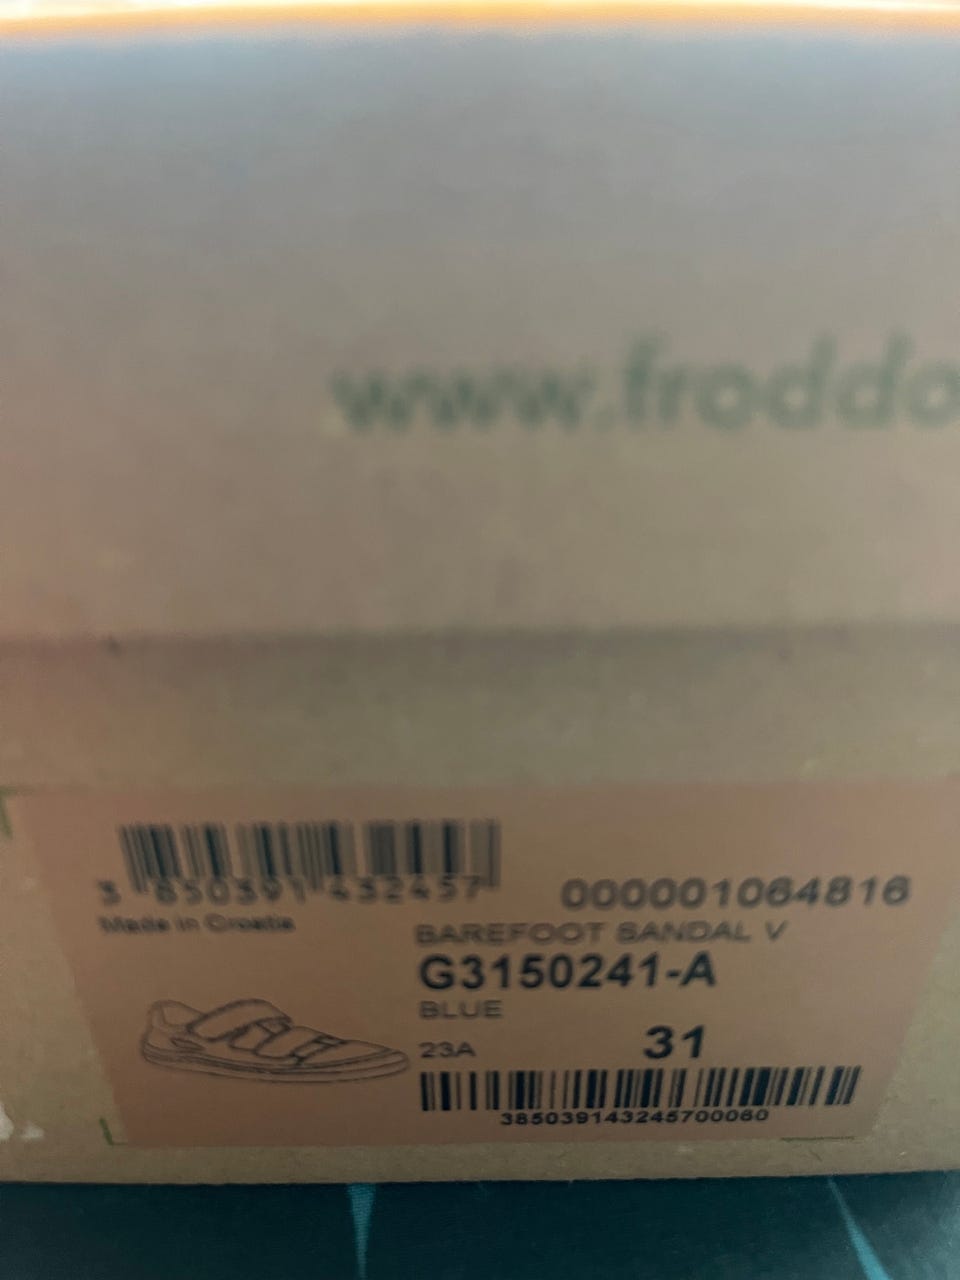 www.froddo
3 850391 432457
000001064816
Made in Croatia
BAREFOOT SANDAL V
G3150241-A
BLUE
23A
31
385039143245700060